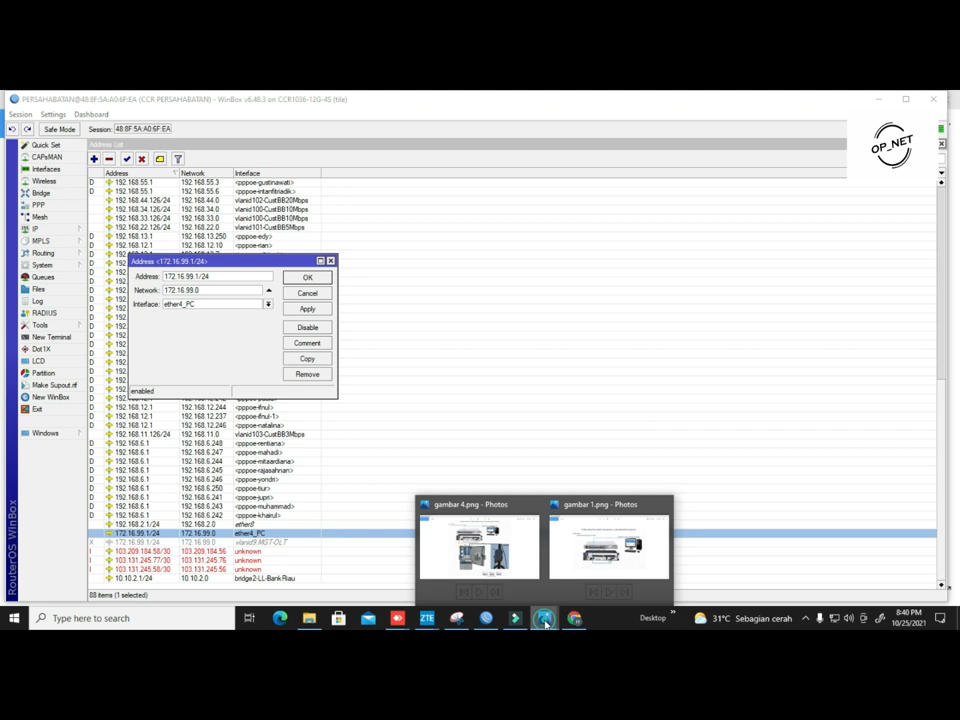 PERSAHABATAN@48:8F:5A:A0:6F:EA (CCR PERSAHABATAN) - WinBox v6.48.3 on CCR1036-12G-4S (tile)
Session Settings Dashboard
Safe Mode Session: 48:8F:5A:A0:6F:EA
OP_NET
Address List
Quick Set
CAPsMAN
Interfaces
Wireless
Bridge
PPP
Mesh
IP
MPLS
Routing
System
Queues
Files
Log
RADIUS
Tools
New Terminal
Dot1X
LCD
Partition
Make Supout.rif
New WinBox
Exit
Windows
RouterOS WinBox
Address Network Interface
D 192.168.55.1 192.168.55.3 <pppoe-gustinawati>
D 192.168.55.1 192.168.55.6 <pppoe-intanfitriadik>
192.168.44.126/24 192.168.44.0 vlanid102-CustBB20Mbps
192.168.34.126/24 192.168.34.0 vlanid100-CustBB10Mbps
192.168.33.126/24 192.168.33.0 vlanid100-CustBB10Mbps
192.168.22.126/24 192.168.22.0 vlanid101-CustBB5Mbps
D 192.168.13.1 192.168.13.250 <pppoe-edy>
D 192.168.12.1 192.168.12.10 <pppoe-rian>
Address <172.16.99.1/24>
Address: 172.16.99.1/24
Network: 172.16.99.0
Interface: ether4_PC
OK
Cancel
Apply
Disable
Comment
Copy
Remove
enabled
D 192.168.12.1 192.168.12.244 <pppoe-ifnul>
D 192.168.12.1 192.168.12.237 <pppoe-ifnul-1>
D 192.168.12.1 192.168.12.246 <pppoe-natalina>
192.168.11.126/24 192.168.11.0 vlanid103-CustBB3Mbps
D 192.168.6.1 192.168.6.248 <pppoe-rentiana>
D 192.168.6.1 192.168.6.247 <pppoe-mahadi>
D 192.168.6.1 192.168.6.244 <pppoe-mitaardiana>
D 192.168.6.1 192.168.6.245 <pppoe-rajasahnan>
D 192.168.6.1 192.168.6.246 <pppoe-yondri>
D 192.168.6.1 192.168.6.250 <pppoe-tiur>
D 192.168.6.1 192.168.6.241 <pppoe-jupri>
D 192.168.6.1 192.168.6.243 <pppoe-muhammad>
D 192.168.6.1 192.168.6.242 <pppoe-khairul>
192.168.2.1/24 192.168.2.0 ether8
172.16.99.1/24 172.16.99.0 ether4_PC
X 172.16.99.1/24 172.16.99.0 vlanid9.MGT-OLT
I 103.209.184.58/30 103.209.184.56 unknown
I 103.131.245.77/30 103.131.245.76 unknown
I 103.131.245.58/30 103.131.245.56 unknown
10.10.2.1/24 10.10.2.0 bridge2-LL-Bank Riau
88 items (1 selected)
gambar 4.png - Photos
gambar 1.png - Photos
Type here to search
ZTE
Desktop
31°C Sebagian cerah
8:40 PM
10/25/2021